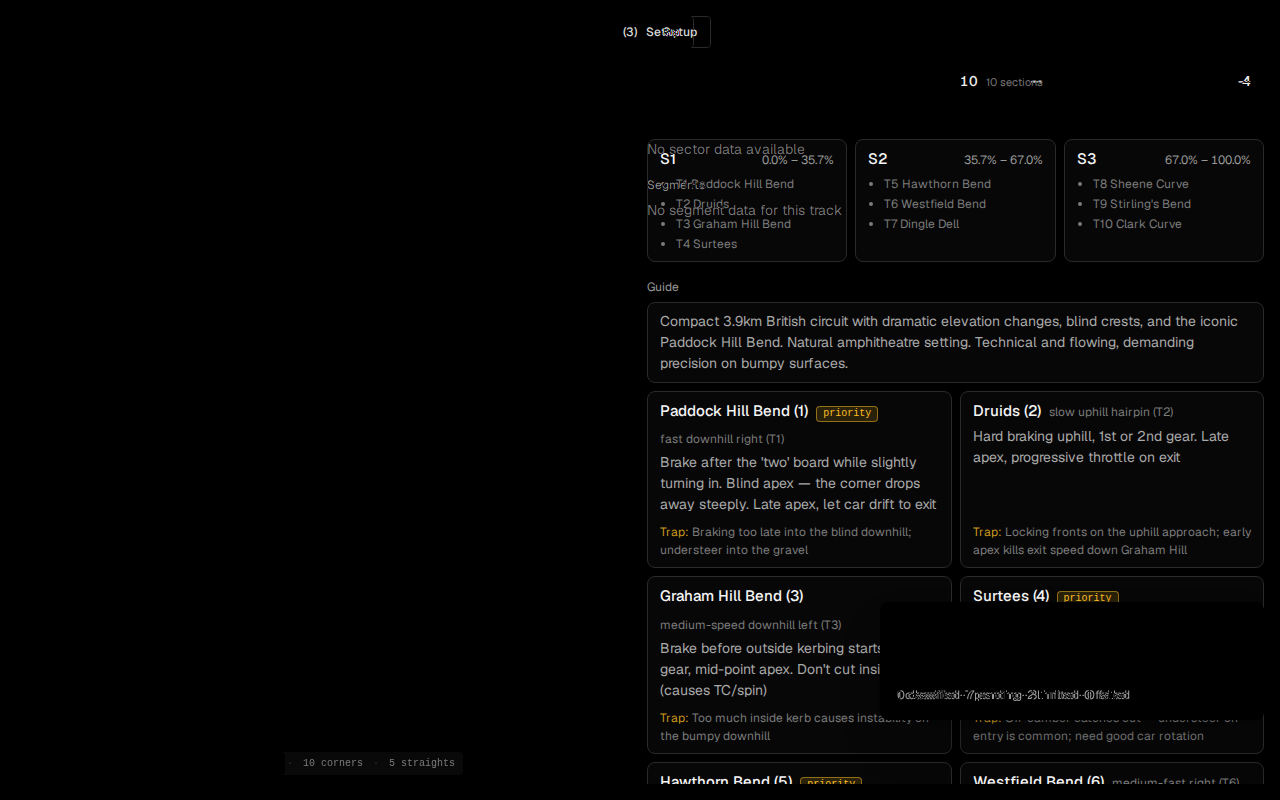 (3)
10 10 sections
-4
No sector data available
S1 0.0% – 35.7%
T1 Paddock Hill Bend
Segments
T2 Druids
No segment data for this track
T3 Graham Hill Bend
T4 Surtees
S2 35.7% – 67.0%
T5 Hawthorn Bend
T6 Westfield Bend
T7 Dingle Dell
S3 67.0% – 100.0%
T8 Sheene Curve
T9 Stirling's Bend
T10 Clark Curve
Guide
Compact 3.9km British circuit with dramatic elevation changes, blind crests, and the iconic
Paddock Hill Bend. Natural amphitheatre setting. Technical and flowing, demanding
precision on bumpy surfaces.
Paddock Hill Bend (1) priority
fast downhill right (T1)
Brake after the 'two' board while slightly
turning in. Blind apex — the corner drops
away steeply. Late apex, let car drift to exit
Trap: Braking too late into the blind downhill;
understeer into the gravel
Druids (2) slow uphill hairpin (T2)
Hard braking uphill, 1st or 2nd gear. Late
apex, progressive throttle on exit
Trap: Locking fronts on the uphill approach; early
apex kills exit speed down Graham Hill
Graham Hill Bend (3)
medium-speed downhill left (T3)
Brake before outside kerbing starts
gear, mid-point apex. Don't cut
(causes TC/spin)
Trap: Too much inside kerb causes instability on
the bumpy downhill
Surtees (4) priority
entry is common; need good car rotation
· 10 corners · 5 straights
Hawthorn Bend (5) priority
Westfield Bend (6) medium-fast right (T6)